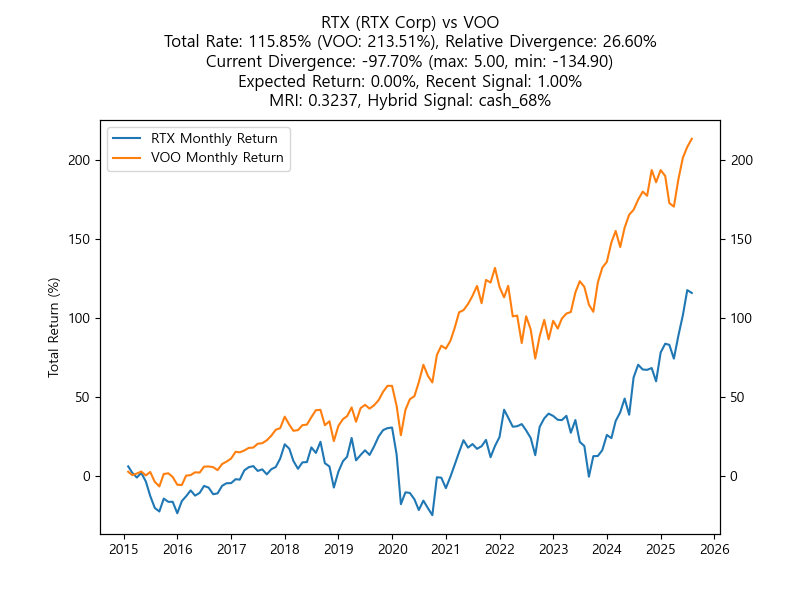 RTX (RTX Corp) vs VOO
Total Rate: 115.85% (VOO: 213.51%), Relative Divergence: 26.60%
Current Divergence: -97.70% (max: 5.00, min: -134.90)
Expected Return: 0.00%, Recent Signal: 1.00%
MRI: 0.3237, Hybrid Signal: cash_68%
RTX Monthly Return
VOO Monthly Return
Total Return (%)
200
150
100
50
0
200
150
100
50
0
2015 2016 2017 2018 2019 2020 2021 2022 2023 2024 2025 2026